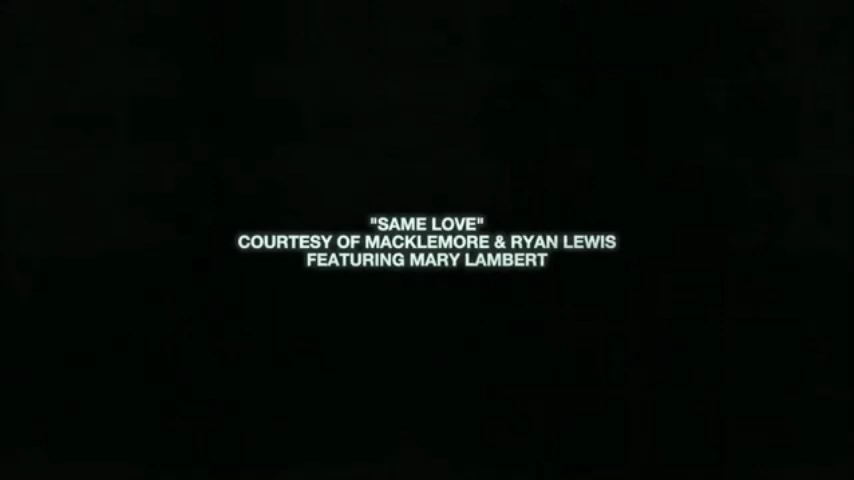 "SAME LOVE"
COURTESY OF MACKLEMORE & RYAN LEWIS
FEATURING MARY LAMBERT